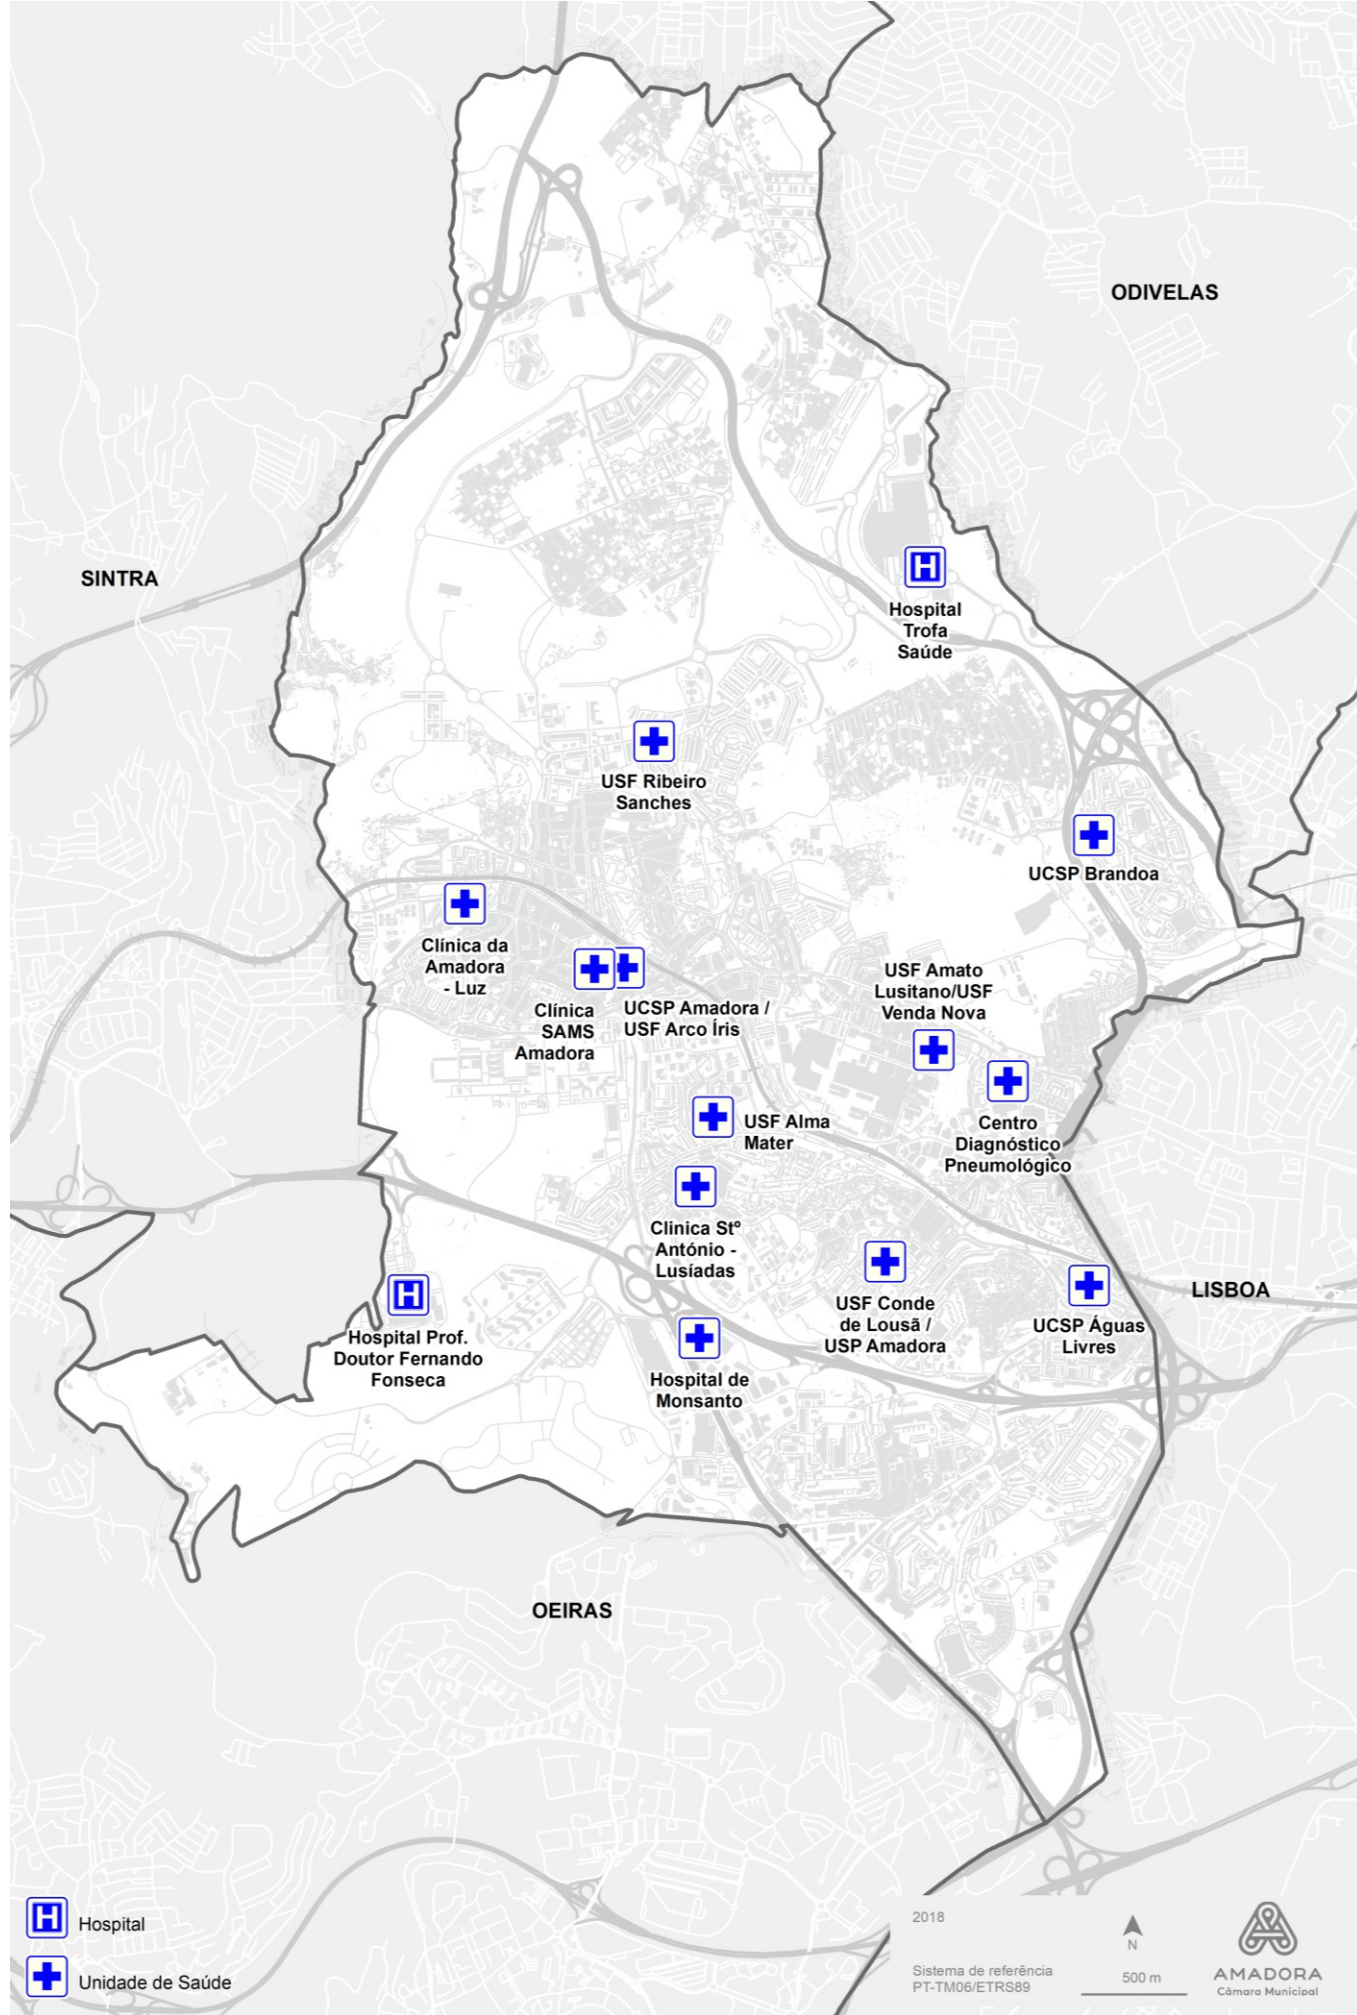 ODIVELAS
SINTRA
Hospital
Trofa
Saúde
USF Ribeiro
Sanches
UCSP Brandoa
Clínica da
Amadora
- Luz
Clínica
SAMS
Amadora
UCSP Amadora /
USF Arco Íris
USF Amato
Lusitano/USF
Venda Nova
Centro
Diagnóstico
Pneumológico
USF Alma
Mater
Clinica Stº
António -
Lusíadas
USF Conde
de Lousã /
USP Amadora
LISBOA
UCSP Águas
Livres
Hospital Prof.
Doutor Fernando
Fonseca
Hospital de
Monsanto
OEIRAS
H Hospital
Unidade de Saúde
2018
N
Sistema de referência
PT-TM06/ETRS89
500 m
AMADORA
Câmara Municipal